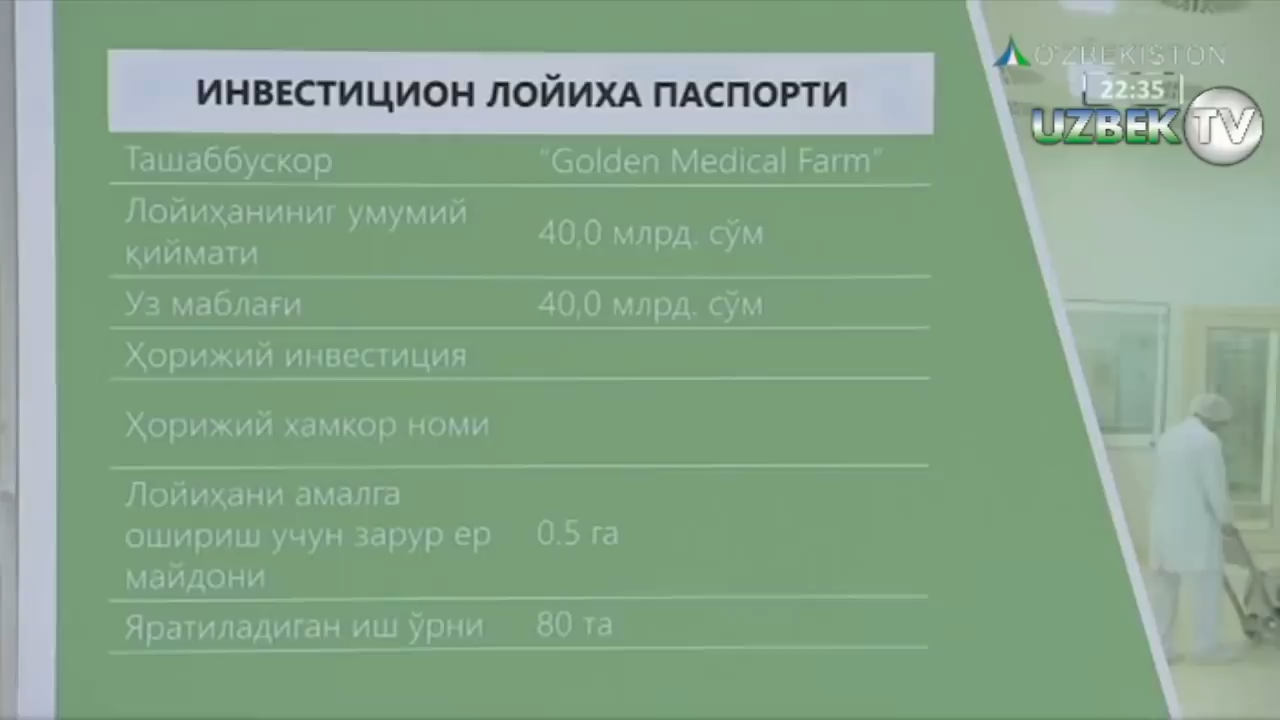 O'ZBEKISTON
22:35
UZBEK TV
ИНВЕСТИЦИОН ЛОЙИХА ПАСПОРТИ
Ташаббускор "Golden Medical Farm"
Лойиҳаниниг умумий
қиймати 40,0 млрд. сўм
Уз маблағи 40,0 млрд. сўм
Ҳорижий инвестиция
Ҳорижий хамкор номи
Лойиҳани амалга
ошириш учун зарур ер 0.5 га
майдони
Яратиладиган иш ўрни 80 та